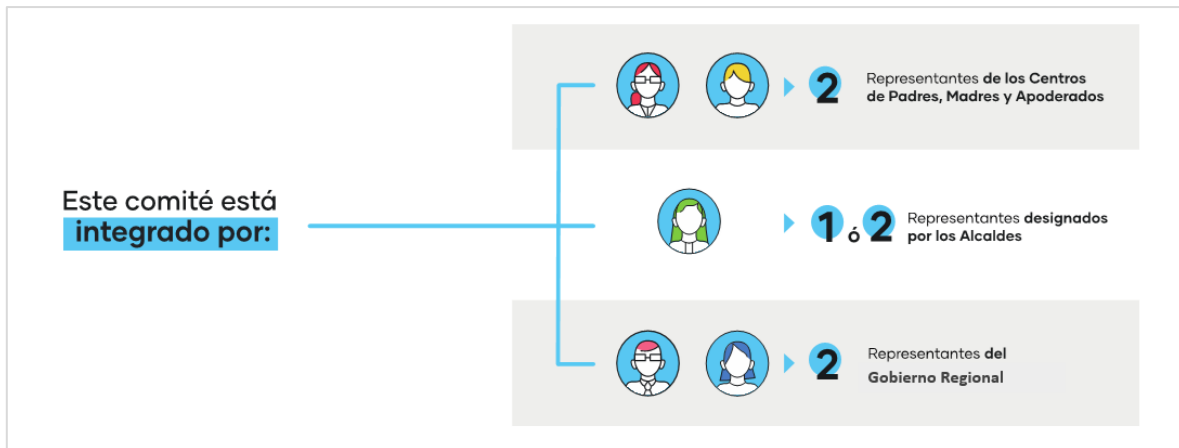 Este comité está
integrado por:
2
Representantes de los Centros
de Padres, Madres y Apoderados
1 ó 2
Representantes designados
por los Alcaldes
2
Representantes del
Gobierno Regional